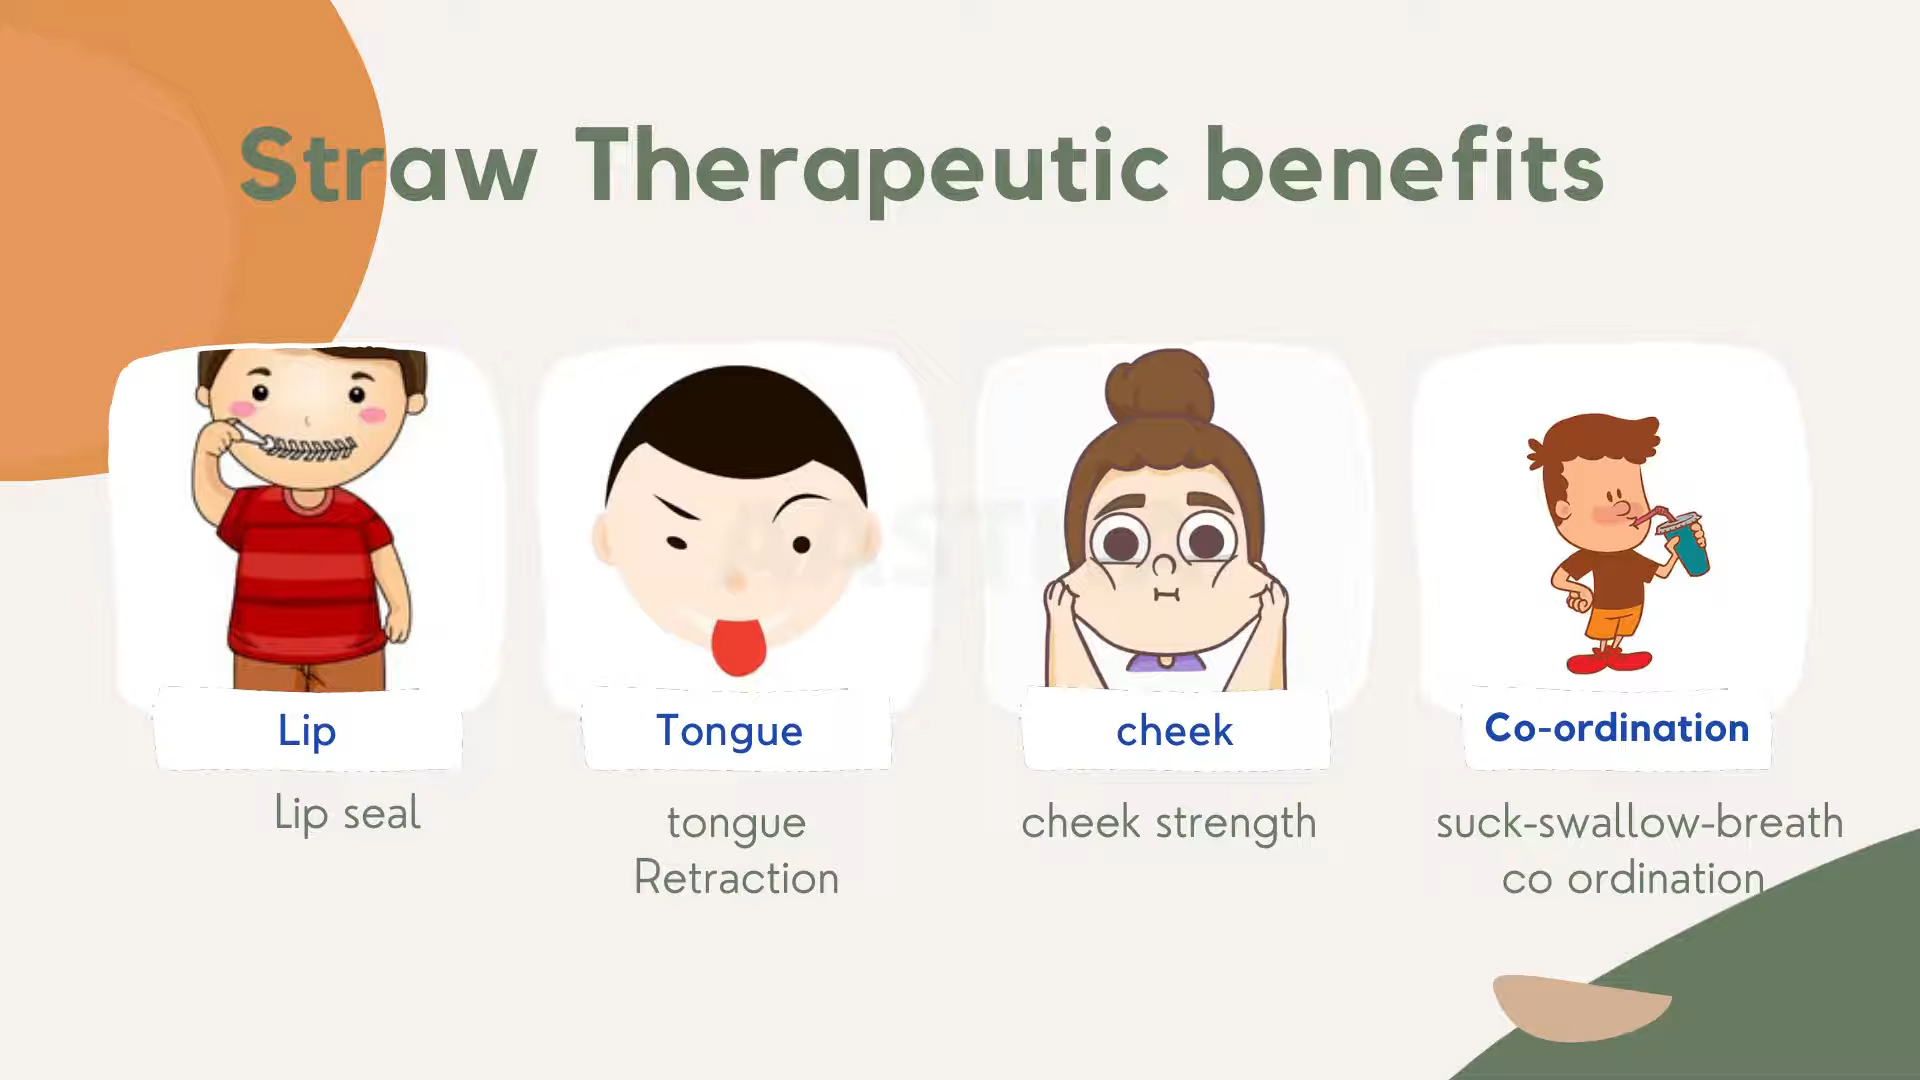 Straw Therapeutic benefits
Lip
Lip seal
Tongue
tongue
Retraction
cheek
cheek strength
Co-ordination
suck-swallow-breath
co ordination